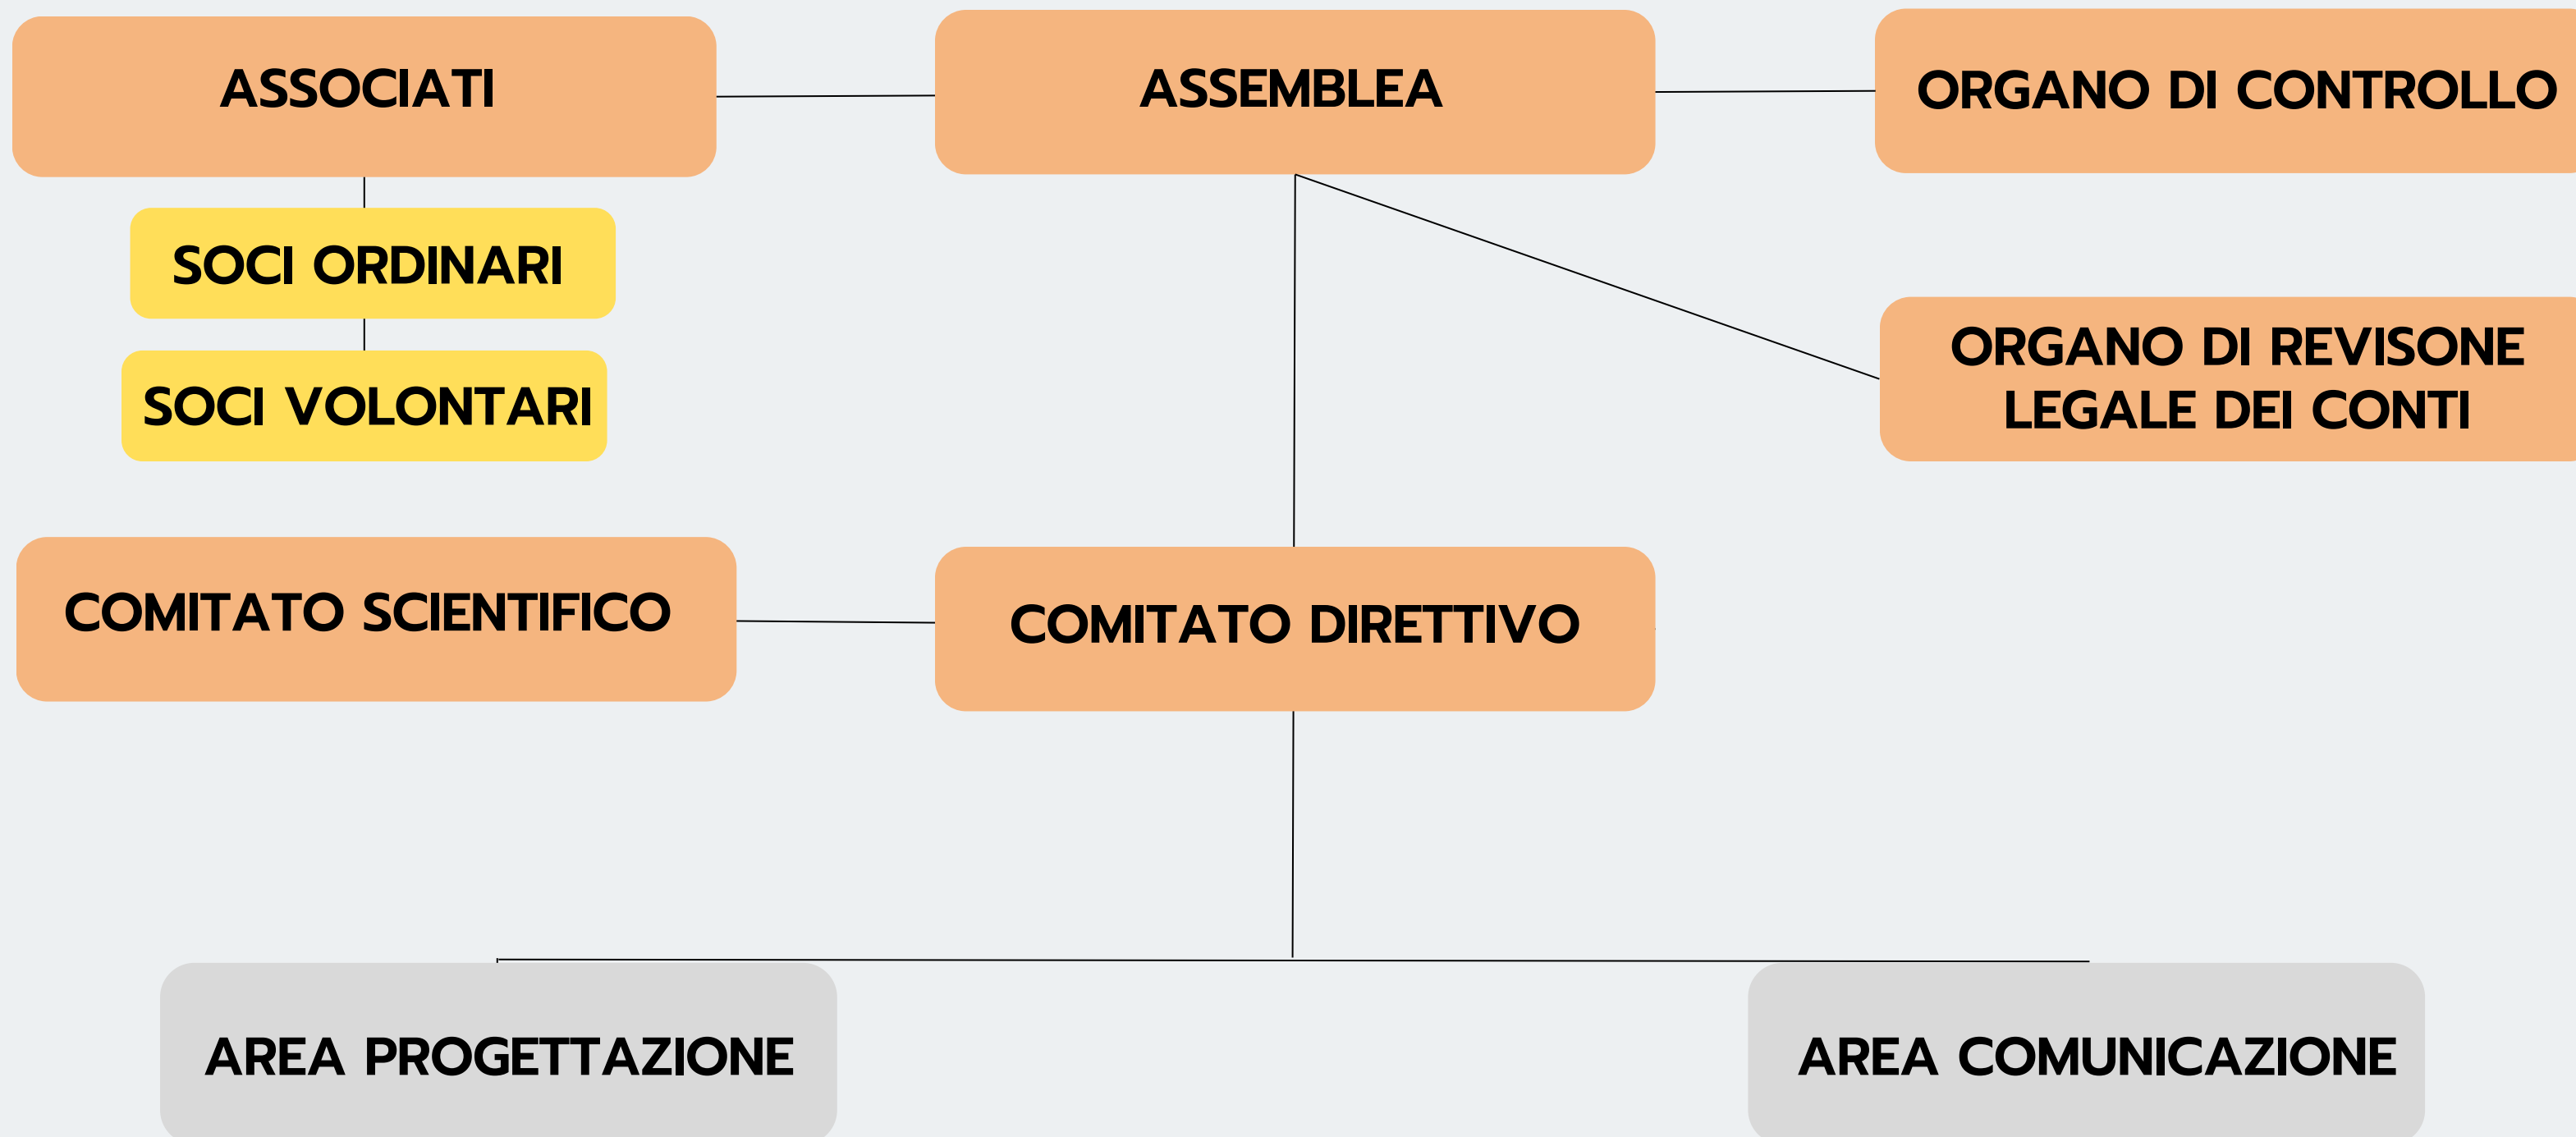 ASSOCIATI
ASSEMBLEA
ORGANO DI CONTROLLO
SOCI ORDINARI
SOCI VOLONTARI
ORGANO DI REVISONE
LEGALE DEI CONTI
COMITATO SCIENTIFICO
COMITATO DIRETTIVO
AREA PROGETTAZIONE
AREA COMUNICAZIONE